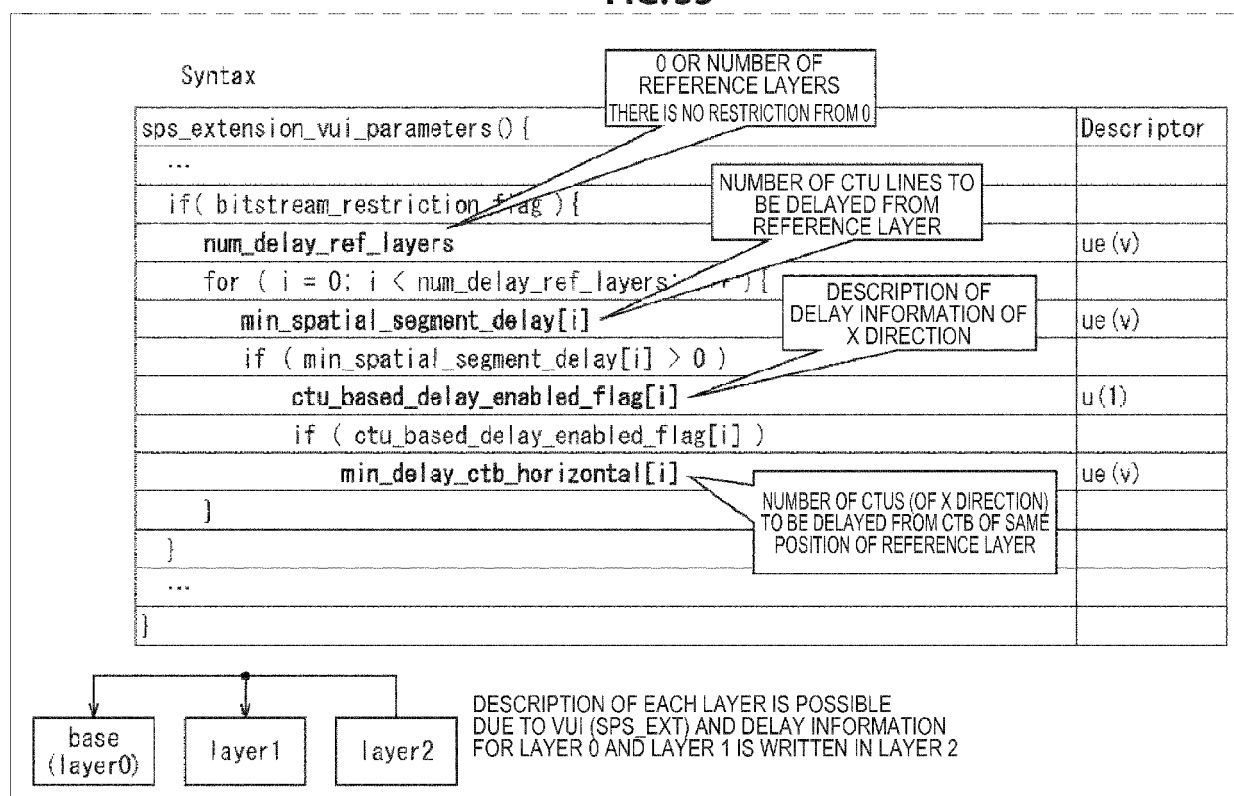 Syntax
0 OR NUMBER OF
REFERENCE LAYERS
THERE IS NO RESTRICTION FROM 0
sps_extension_vui_parameters(){
Descriptor
...
NUMBER OF CTU LINES TO
BE DELAYED FROM
REFERENCE LAYER
if( bitstream_restriction_flag ){
num_delay_ref_layers
ue(v)
for ( i = 0; i < num_delay_ref_layers; ){
DESCRIPTION OF
DELAY INFORMATION OF
X DIRECTION
min_spatial_segment_delay[i]
ue(v)
if ( min_spatial_segment_delay[i] > 0 )
ctu_based_delay_enabled_flag[i]
u(1)
if ( ctu_based_delay_enabled_flag[i] )
min_delay_ctb_horizontal[i]
ue(v)
NUMBER OF CTUS (OF X DIRECTION)
TO BE DELAYED FROM CTB OF SAME
POSITION OF REFERENCE LAYER
}
}
...
}
base
(layer0)
layer1
layer2
DESCRIPTION OF EACH LAYER IS POSSIBLE
DUE TO VUI (SPS_EXT) AND DELAY INFORMATION
FOR LAYER 0 AND LAYER 1 IS WRITTEN IN LAYER 2